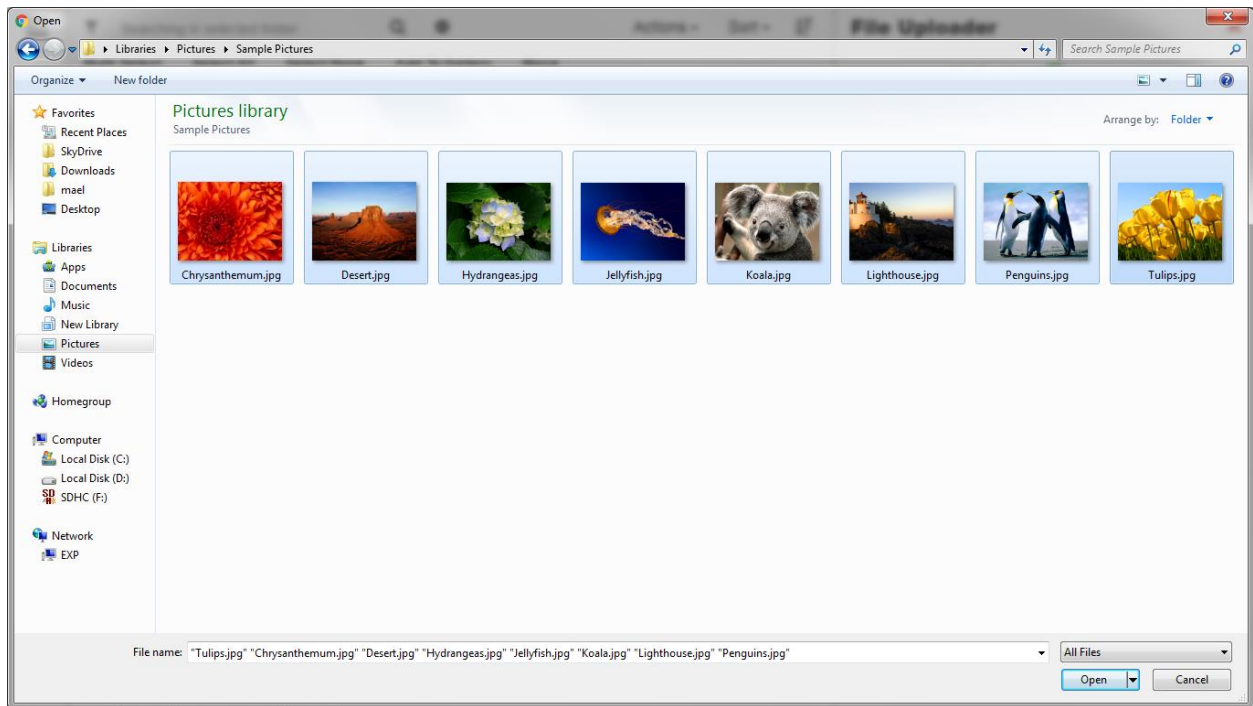 Open
Actions - Sort -
File Uploader
Libraries Pictures Sample Pictures
Search Sample Pictures
Organize New folder
Favorites
Recent Places
SkyDrive
Downloads
mael
Desktop
Libraries
Apps
Documents
Music
New Library
Pictures
Videos
Homegroup
Computer
Local Disk (C:)
Local Disk (D:)
SDHC (F:)
Network
EXP
Pictures library
Sample Pictures
Arrange by: Folder
Chrysanthemum.jpg
Desert.jpg
Hydrangeas.jpg
Jellyfish.jpg
Koala.jpg
Lighthouse.jpg
Penguins.jpg
Tulips.jpg
File name: "Tulips.jpg" "Chrysanthemum.jpg" "Desert.jpg" "Hydrangeas.jpg" "Jellyfish.jpg" "Koala.jpg" "Lighthouse.jpg" "Penguins.jpg"
All Files
Open Cancel